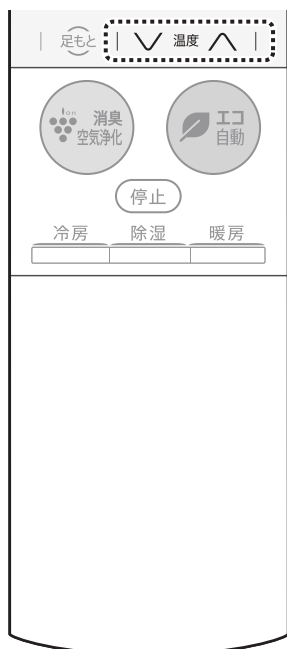 足もと 温度
Ion
消臭
空気浄化
エコ
自動
停止
冷房 除湿 暖房